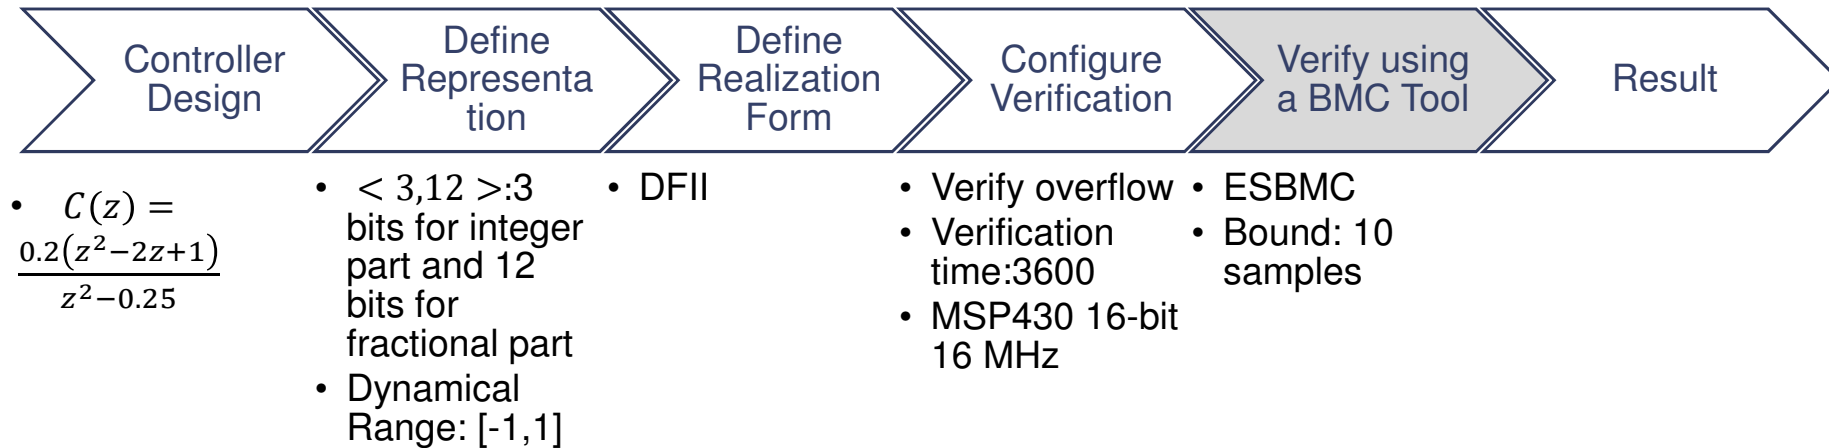 Controller
Design
Define
Representa
tion
Define
Realization
Form
Configure
Verification
Verify using
a BMC Tool
Result
• C(z) =
0.2(z²−2z+1)
z²−0.25
• < 3,12 >:3
bits for integer
part and 12
bits for
fractional part
• Dynamical
Range: [-1,1]
• DFII
• Verify overflow
• Verification
time:3600
• MSP430 16-bit
16 MHz
• ESBMC
• Bound: 10
samples